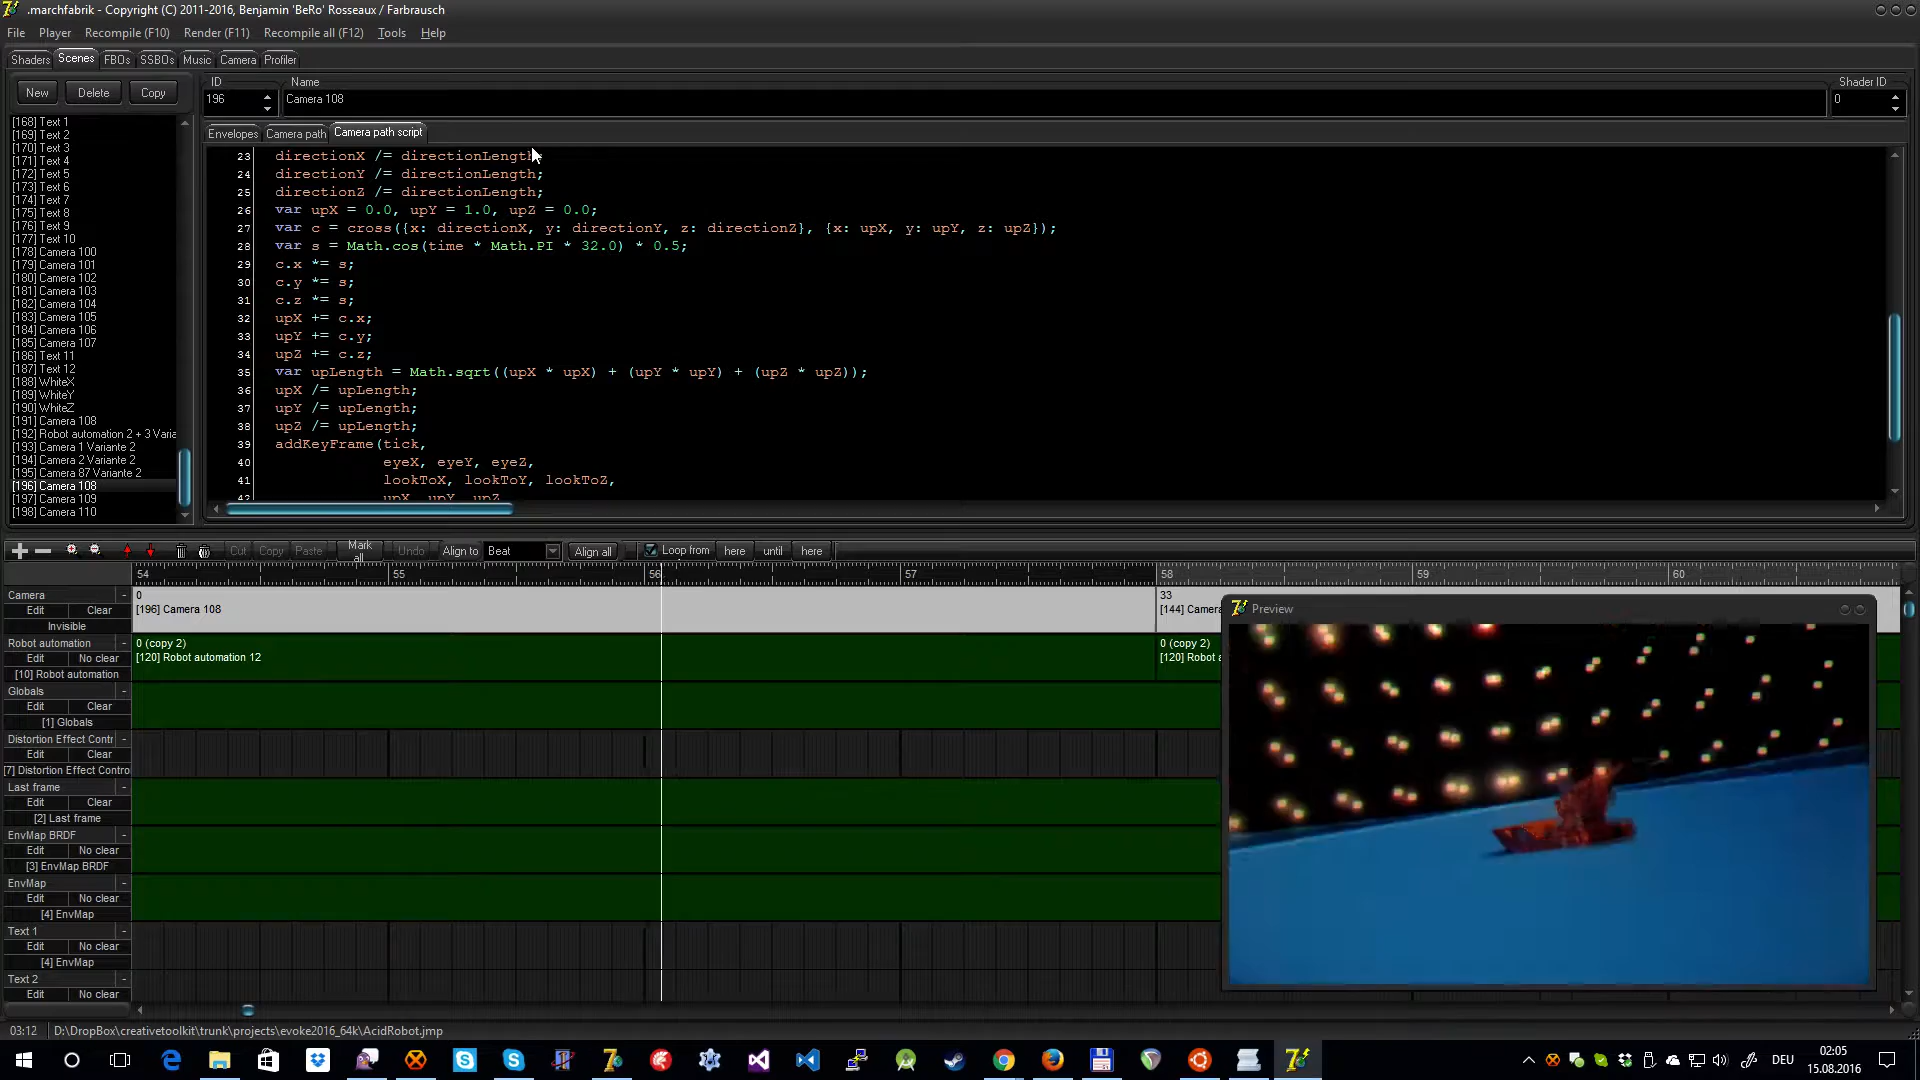 .marchfabrik - Copyright (C) 2011-2016, Benjamin 'BeRo' Rosseaux / Farbrausch
File Player Recompile (F10) Render (F11) Recompile all (F12) Tools Help
Shaders Scenes FBOs SSBOs Music Camera Profiler
New Delete Copy
ID Name Shader ID
196 Camera 108 0
Envelopes Camera path Camera path script
[168] Text 1
[169] Text 2
[170] Text 3
[171] Text 4
[172] Text 5
[173] Text 6
[174] Text 7
[175] Text 8
[176] Text 9
[177] Text 10
[178] Camera 100
[179] Camera 101
[180] Camera 102
[181] Camera 103
[182] Camera 104
[183] Camera 105
[184] Camera 106
[185] Camera 107
[186] Text 11
[187] Text 12
[188] WhiteX
[189] WhiteY
[190] WhiteZ
[191] Camera 108
[192] Robot automation 2 + 3 Varia
[193] Camera 1 Variante 2
[194] Camera 2 Variante 2
[195] Camera 87 Variante 2
[196] Camera 108
[197] Camera 109
[198] Camera 110
23 directionX /= directionLength;
24 directionY /= directionLength;
25 directionZ /= directionLength;
26 var upX = 0.0, upY = 1.0, upZ = 0.0;
27 var c = cross({x: directionX, y: directionY, z: directionZ}, {x: upX, y: upY, z: upZ});
28 var s = Math.cos(time * Math.PI * 32.0) * 0.5;
29 c.x *= s;
30 c.y *= s;
31 c.z *= s;
32 upX += c.x;
33 upY += c.y;
34 upZ += c.z;
35 var upLength = Math.sqrt((upX * upX) + (upY * upY) + (upZ * upZ));
36 upX /= upLength;
37 upY /= upLength;
38 upZ /= upLength;
39 addKeyFrame(tick,
40 eyeX, eyeY, eyeZ,
41 lookToX, lookToY, lookToZ,
42 upX, upY, upZ
Cut Copy Paste Mark all Undo Align to Beat Align all Loop from here until here
54 55 56 57 58 59 60
Camera -
Edit Clear
Invisible
0
[196] Camera 108
33
[144] Camera
Robot automation -
Edit No clear
[10] Robot automation
0 (copy 2)
[120] Robot automation 12
0 (copy 2)
[120] Robot a
Globals -
Edit Clear
[1] Globals
Distortion Effect Contr -
Edit Clear
[7] Distortion Effect Contro
Last frame -
Edit Clear
[2] Last frame
EnvMap BRDF -
Edit No clear
[3] EnvMap BRDF
EnvMap -
Edit No clear
[4] EnvMap
Text 1 -
Edit No clear
[4] EnvMap
Text 2 -
Edit No clear
Preview
03:12 D:\DropBox\creativetoolkit\trunk\projects\evoke2016_64k\AcidRobot.jmp
DEU
02:05
15.08.2016